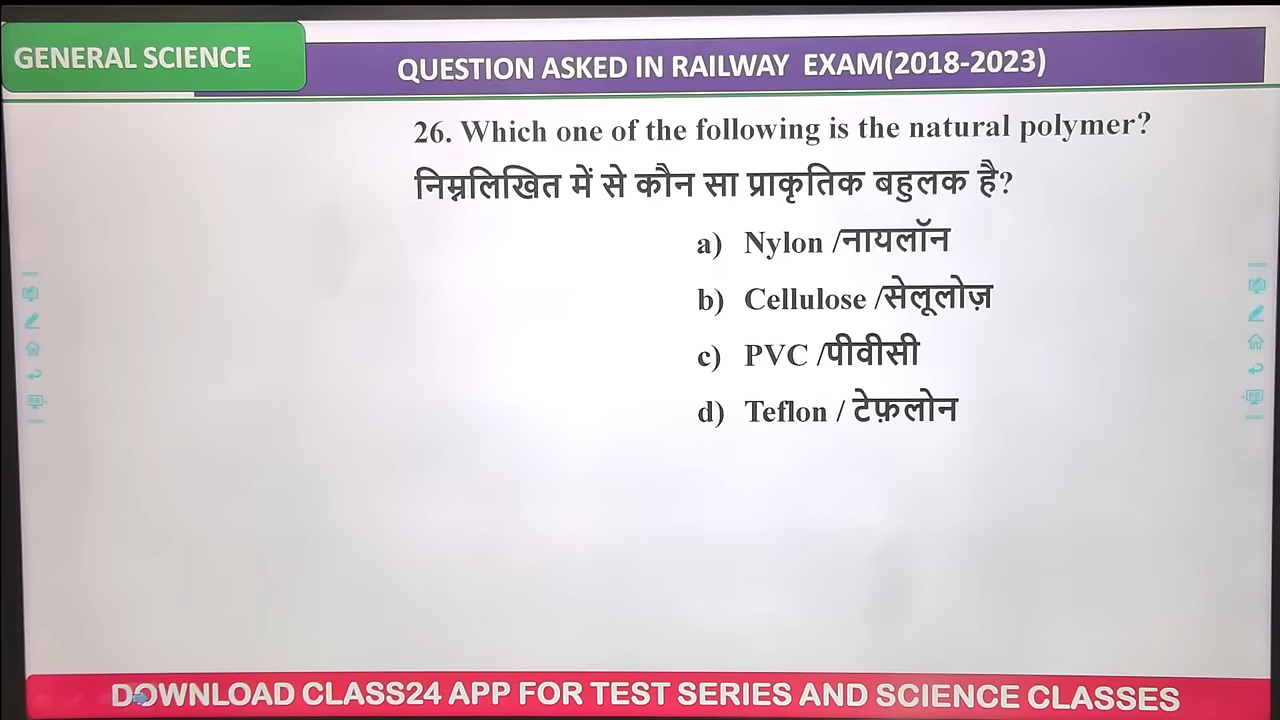 GENERAL SCIENCE
QUESTION ASKED IN RAILWAY EXAM(2018-2023)
26. Which one of the following is the natural polymer?
निम्नलिखित में से कौन सा प्राकृतिक बहुलक है?
a) Nylon /नायलॉन
b) Cellulose /सेलूलोज़
c) PVC /पीवीसी
d) Teflon / टेफ़लोन
DOWNLOAD CLASS24 APP FOR TEST SERIES AND SCIENCE CLASSES